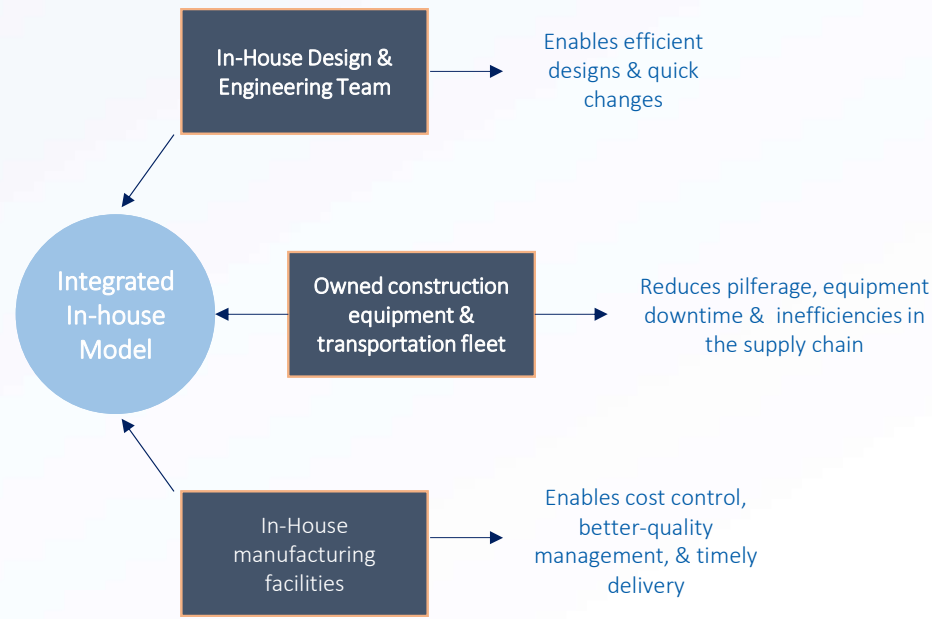 In-House Design &
Engineering Team
Enables efficient
designs & quick
changes
Integrated
In-house
Model
Owned construction
equipment &
transportation fleet
Reduces pilferage, equipment
downtime & inefficiencies in
the supply chain
In-House
manufacturing
facilities
Enables cost control,
better-quality
management, & timely
delivery